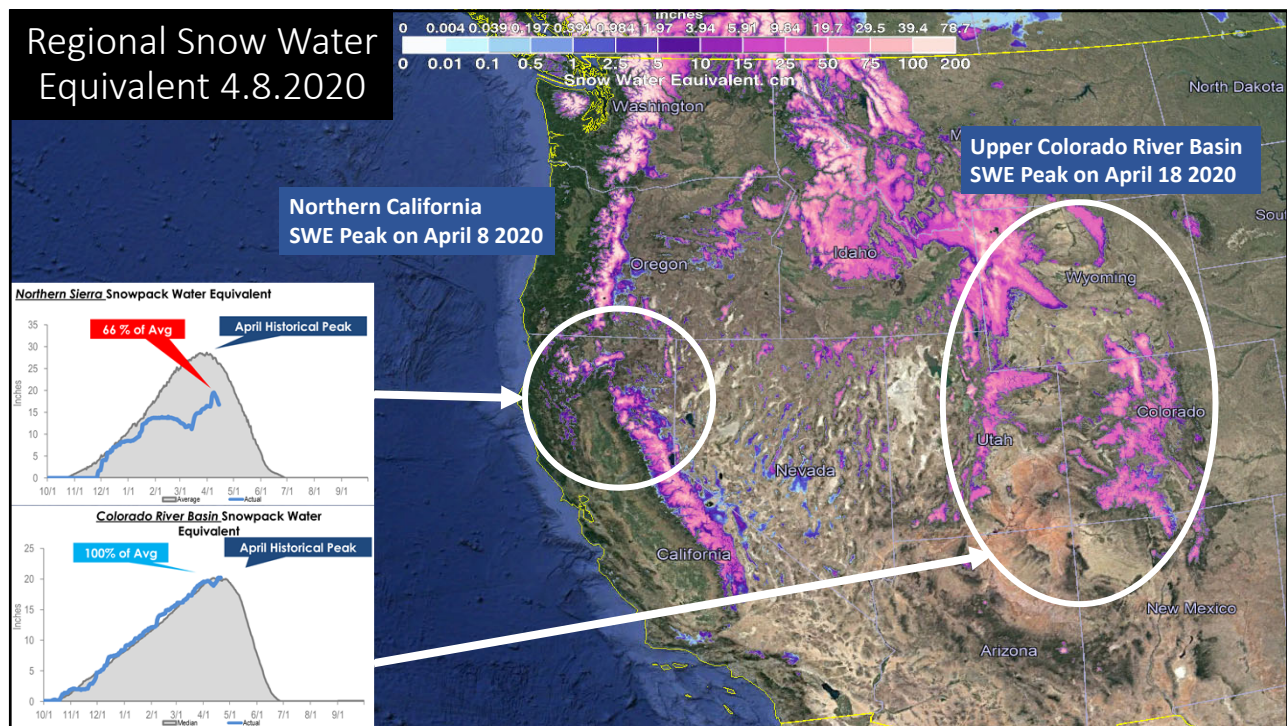 Regional Snow Water
Equivalent 4.8.2020
Inches
0 0.004 0.039 0.197 0.394 0.984 1.97 3.94 5.91 9.84 19.7 29.5 39.4 78.7
0 0.01 0.1 0.5 1 2.5 5 10 15 25 50 75 100 200
Snow Water Equivalent, cm
Washington
North Dakota
Upper Colorado River Basin
SWE Peak on April 18 2020
Northern California
SWE Peak on April 8 2020
Oregon
Idaho
Wyoming
Northern Sierra Snowpack Water Equivalent
66 % of Avg
April Historical Peak
35
30
25
20
15
10
5
0
Inches
10/1 11/1 12/1 1/1 2/1 3/1 4/1 5/1 6/1 7/1 8/1 9/1
Average Actual
Colorado
Utah
Nevada
California
Colorado River Basin Snowpack Water
Equivalent
100% of Avg
April Historical Peak
25
20
15
10
5
0
Inches
10/1 11/1 12/1 1/1 2/1 3/1 4/1 5/1 6/1 7/1 8/1 9/1
Median Actual
New Mexico
Arizona